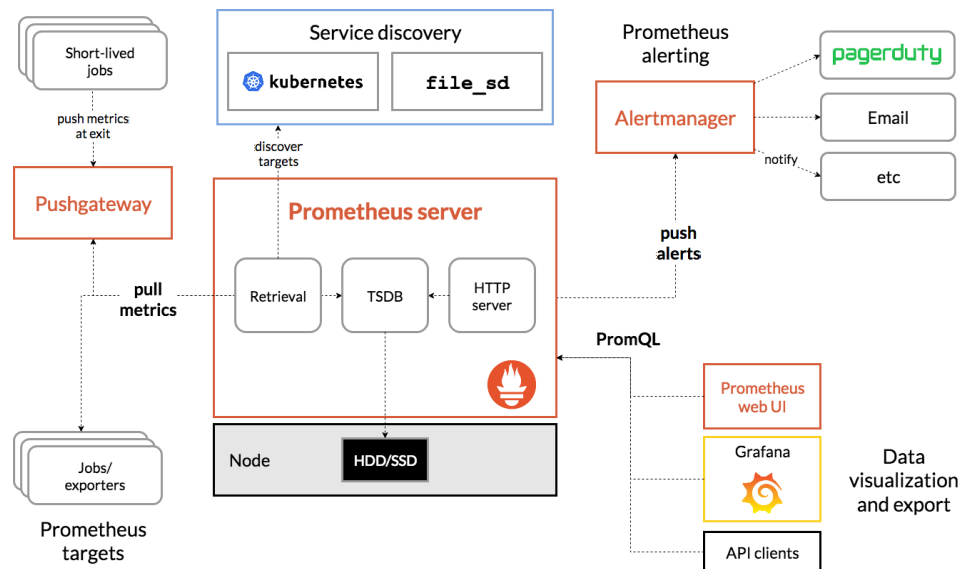 Short-lived
jobs
push metrics
at exit
Pushgateway
Service discovery
kubernetes
file_sd
discover
targets
Prometheus
alerting
Alertmanager
pagerduty
Email
etc
notify
Prometheus server
Retrieval
TSDB
HTTP
server
pull
metrics
push
alerts
PromQL
Node
HDD/SSD
Jobs/
exporters
Prometheus
targets
Prometheus
web UI
Grafana
API clients
Data
visualization
and export